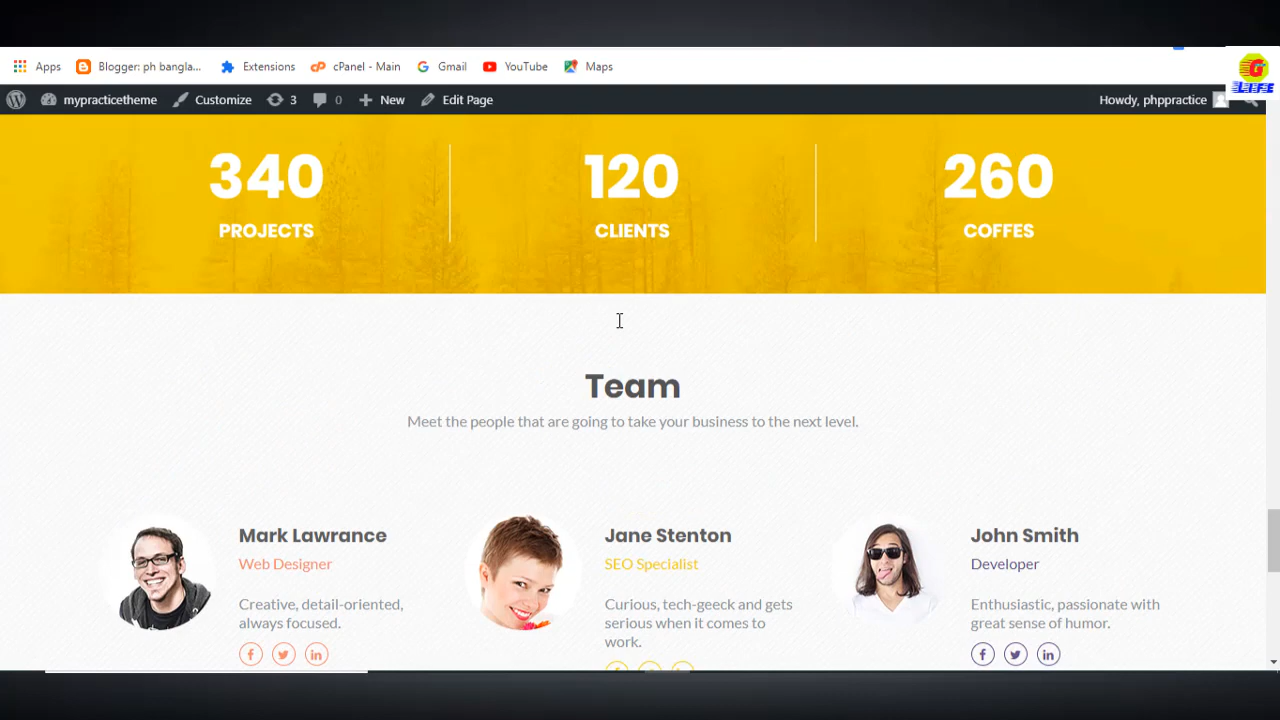 Apps Blogger: ph bangla... Extensions cPanel - Main Gmail YouTube Maps
G LIFE
mypracticetheme Customize 3 0 New Edit Page Howdy, phppractice
340 120 260
PROJECTS CLIENTS COFFES
Team
Meet the people that are going to take your business to the next level.
Mark Lawrance
Web Designer
Creative, detail-oriented,
always focused.
Jane Stenton
SEO Specialist
Curious, tech-geeck and gets
serious when it comes to
work.
John Smith
Developer
Enthusiastic, passionate with
great sense of humor.